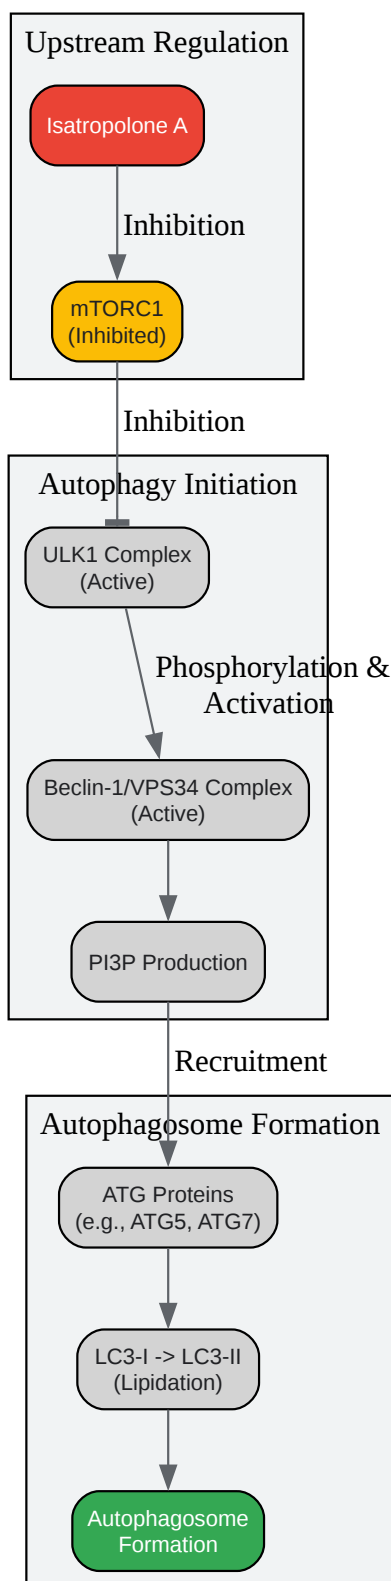 Upstream Regulation
Isatropolone A
Inhibition
mTORC1
(Inhibited)
Inhibition
Autophagy Initiation
ULK1 Complex
(Active)
Phosphorylation &
Activation
Beclin-1/VPS34 Complex
(Active)
PI3P Production
Recruitment
Autophagosome Formation
ATG Proteins
(e.g., ATG5, ATG7)
LC3-I -> LC3-II
(Lipidation)
Autophagosome
Formation